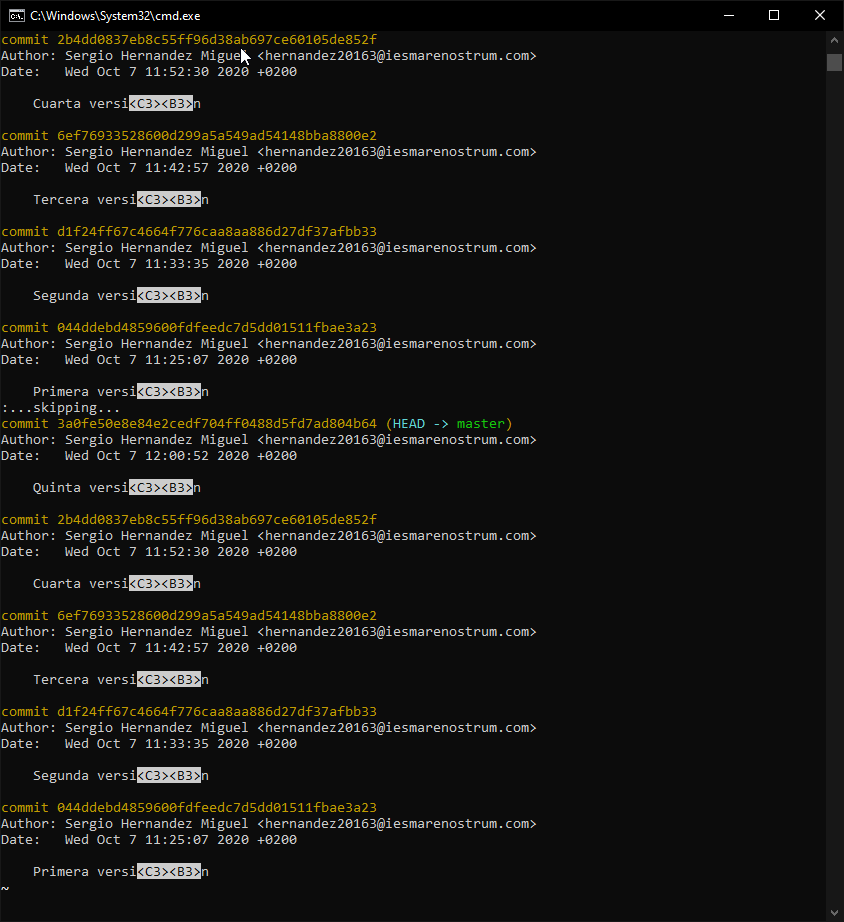 C:\Windows\System32\cmd.exe
commit 2b4dd0837eb8c55ff96d38ab697ce60105de852f
Author: Sergio Hernandez Miguel <hernandez20163@iesmarenostrum.com>
Date:   Wed Oct 7 11:52:30 2020 +0200
Cuarta versi<C3><B3>n
commit 6ef76933528600d299a5a549ad54148bba8800e2
Author: Sergio Hernandez Miguel <hernandez20163@iesmarenostrum.com>
Date:   Wed Oct 7 11:42:57 2020 +0200
Tercera versi<C3><B3>n
commit d1f24ff67c4664f776caa8aa886d27df37afbb33
Author: Sergio Hernandez Miguel <hernandez20163@iesmarenostrum.com>
Date:   Wed Oct 7 11:33:35 2020 +0200
Segunda versi<C3><B3>n
commit 044ddebd4859600fdfeedc7d5dd01511fbae3a23
Author: Sergio Hernandez Miguel <hernandez20163@iesmarenostrum.com>
Date:   Wed Oct 7 11:25:07 2020 +0200
Primera versi<C3><B3>n
:...skipping...
commit 3a0fe50e8e84e2cedf704ff0488d5fd7ad804b64 (HEAD -> master)
Author: Sergio Hernandez Miguel <hernandez20163@iesmarenostrum.com>
Date:   Wed Oct 7 12:00:52 2020 +0200
Quinta versi<C3><B3>n
commit 2b4dd0837eb8c55ff96d38ab697ce60105de852f
Author: Sergio Hernandez Miguel <hernandez20163@iesmarenostrum.com>
Date:   Wed Oct 7 11:52:30 2020 +0200
Cuarta versi<C3><B3>n
commit 6ef76933528600d299a5a549ad54148bba8800e2
Author: Sergio Hernandez Miguel <hernandez20163@iesmarenostrum.com>
Date:   Wed Oct 7 11:42:57 2020 +0200
Tercera versi<C3><B3>n
commit d1f24ff67c4664f776caa8aa886d27df37afbb33
Author: Sergio Hernandez Miguel <hernandez20163@iesmarenostrum.com>
Date:   Wed Oct 7 11:33:35 2020 +0200
Segunda versi<C3><B3>n
commit 044ddebd4859600fdfeedc7d5dd01511fbae3a23
Author: Sergio Hernandez Miguel <hernandez20163@iesmarenostrum.com>
Date:   Wed Oct 7 11:25:07 2020 +0200
Primera versi<C3><B3>n
~